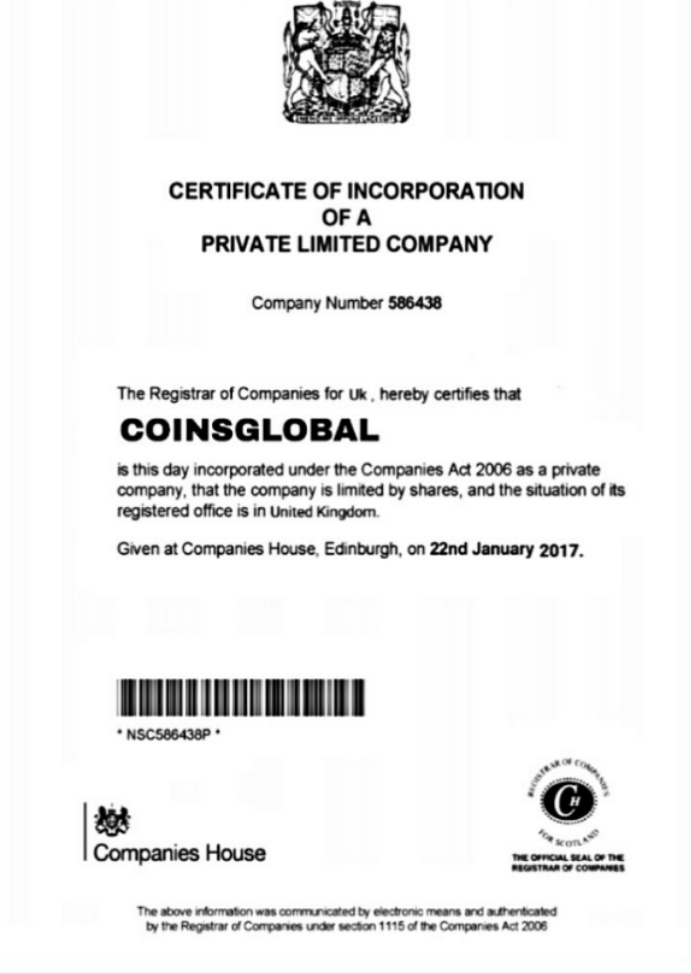 CERTIFICATE OF INCORPORATION
OF A
PRIVATE LIMITED COMPANY
Company Number 586438
The Registrar of Companies for Uk , hereby certifies that
COINSGLOBAL
is this day incorporated under the Companies Act 2006 as a private
company, that the company is limited by shares, and the situation of its
registered office is in United Kingdom.
Given at Companies House, Edinburgh, on 22nd January 2017.
* NSC586438P *
Companies House
REGISTRAR OF COMPANIES
CH
FOR SCOTLAND
THE OFFICIAL SEAL OF THE
REGISTRAR OF COMPANIES
The above information was communicated by electronic means and authenticated
by the Registrar of Companies under section 1115 of the Companies Act 2006